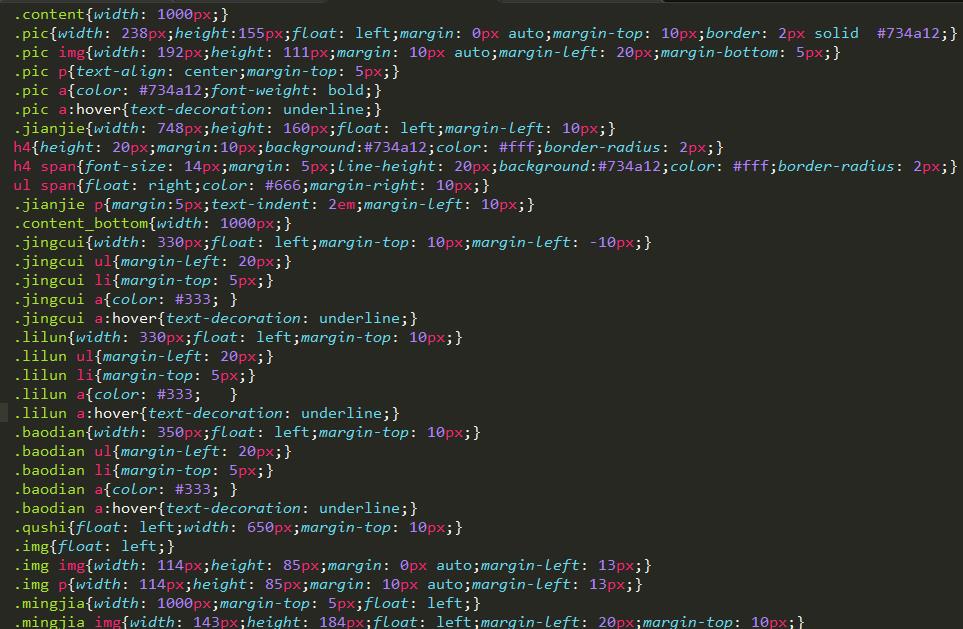 .content{width: 1000px;}
.pic{width: 238px;height:155px;float: left;margin: 0px auto;margin-top: 10px;border: 2px solid  #734a12;}
.pic img{width: 192px;height: 111px;margin: 10px auto;margin-left: 20px;margin-bottom: 5px;}
.pic p{text-align: center;margin-top: 5px;}
.pic a{color: #734a12;font-weight: bold;}
.pic a:hover{text-decoration: underline;}
.jianjie{width: 748px;height: 160px;float: left;margin-left: 10px;}
h4{height: 20px;margin:10px;background:#734a12;color: #fff;border-radius: 2px;}
h4 span{font-size: 14px;margin: 5px;line-height: 20px;background:#734a12;color: #fff;border-radius: 2px;}
ul span{float: right;color: #666;margin-right: 10px;}
.jianjie p{margin:5px;text-indent: 2em;margin-left: 10px;}
.content_bottom{width: 1000px;}
.jingcui{width: 330px;float: left;margin-top: 10px;margin-left: -10px;}
.jingcui ul{margin-left: 20px;}
.jingcui li{margin-top: 5px;}
.jingcui a{color: #333; }
.jingcui a:hover{text-decoration: underline;}
.lilun{width: 330px;float: left;margin-top: 10px;}
.lilun ul{margin-left: 20px;}
.lilun li{margin-top: 5px;}
.lilun a{color: #333;   }
.lilun a:hover{text-decoration: underline;}
.baodian{width: 350px;float: left;margin-top: 10px;}
.baodian ul{margin-left: 20px;}
.baodian li{margin-top: 5px;}
.baodian a{color: #333; }
.baodian a:hover{text-decoration: underline;}
.qushi{float: left;width: 650px;margin-top: 10px;}
.img{float: left;}
.img img{width: 114px;height: 85px;margin: 0px auto;margin-left: 13px;}
.img p{width: 114px;height: 85px;margin: 10px auto;margin-left: 13px;}
.mingjia{width: 1000px;margin-top: 5px;float: left;}
.mingjia img{width: 143px;height: 184px;float: left;margin-left: 20px;margin-top: 10px;}